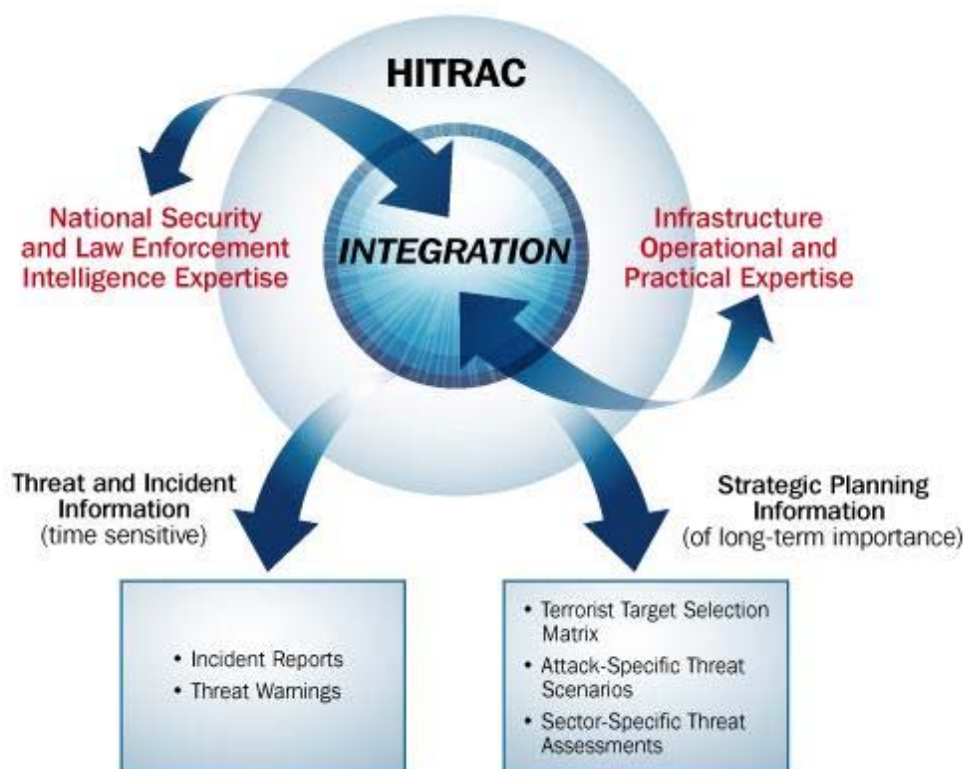 HITRAC
National Security
and Law Enforcement
Intelligence Expertise
INTEGRATION
Infrastructure
Operational and
Practical Expertise
Threat and Incident
Information
(time sensitive)
Strategic Planning
Information
(of long-term importance)
• Incident Reports
• Threat Warnings
• Terrorist Target Selection
Matrix
• Attack-Specific Threat
Scenarios
• Sector-Specific Threat
Assessments